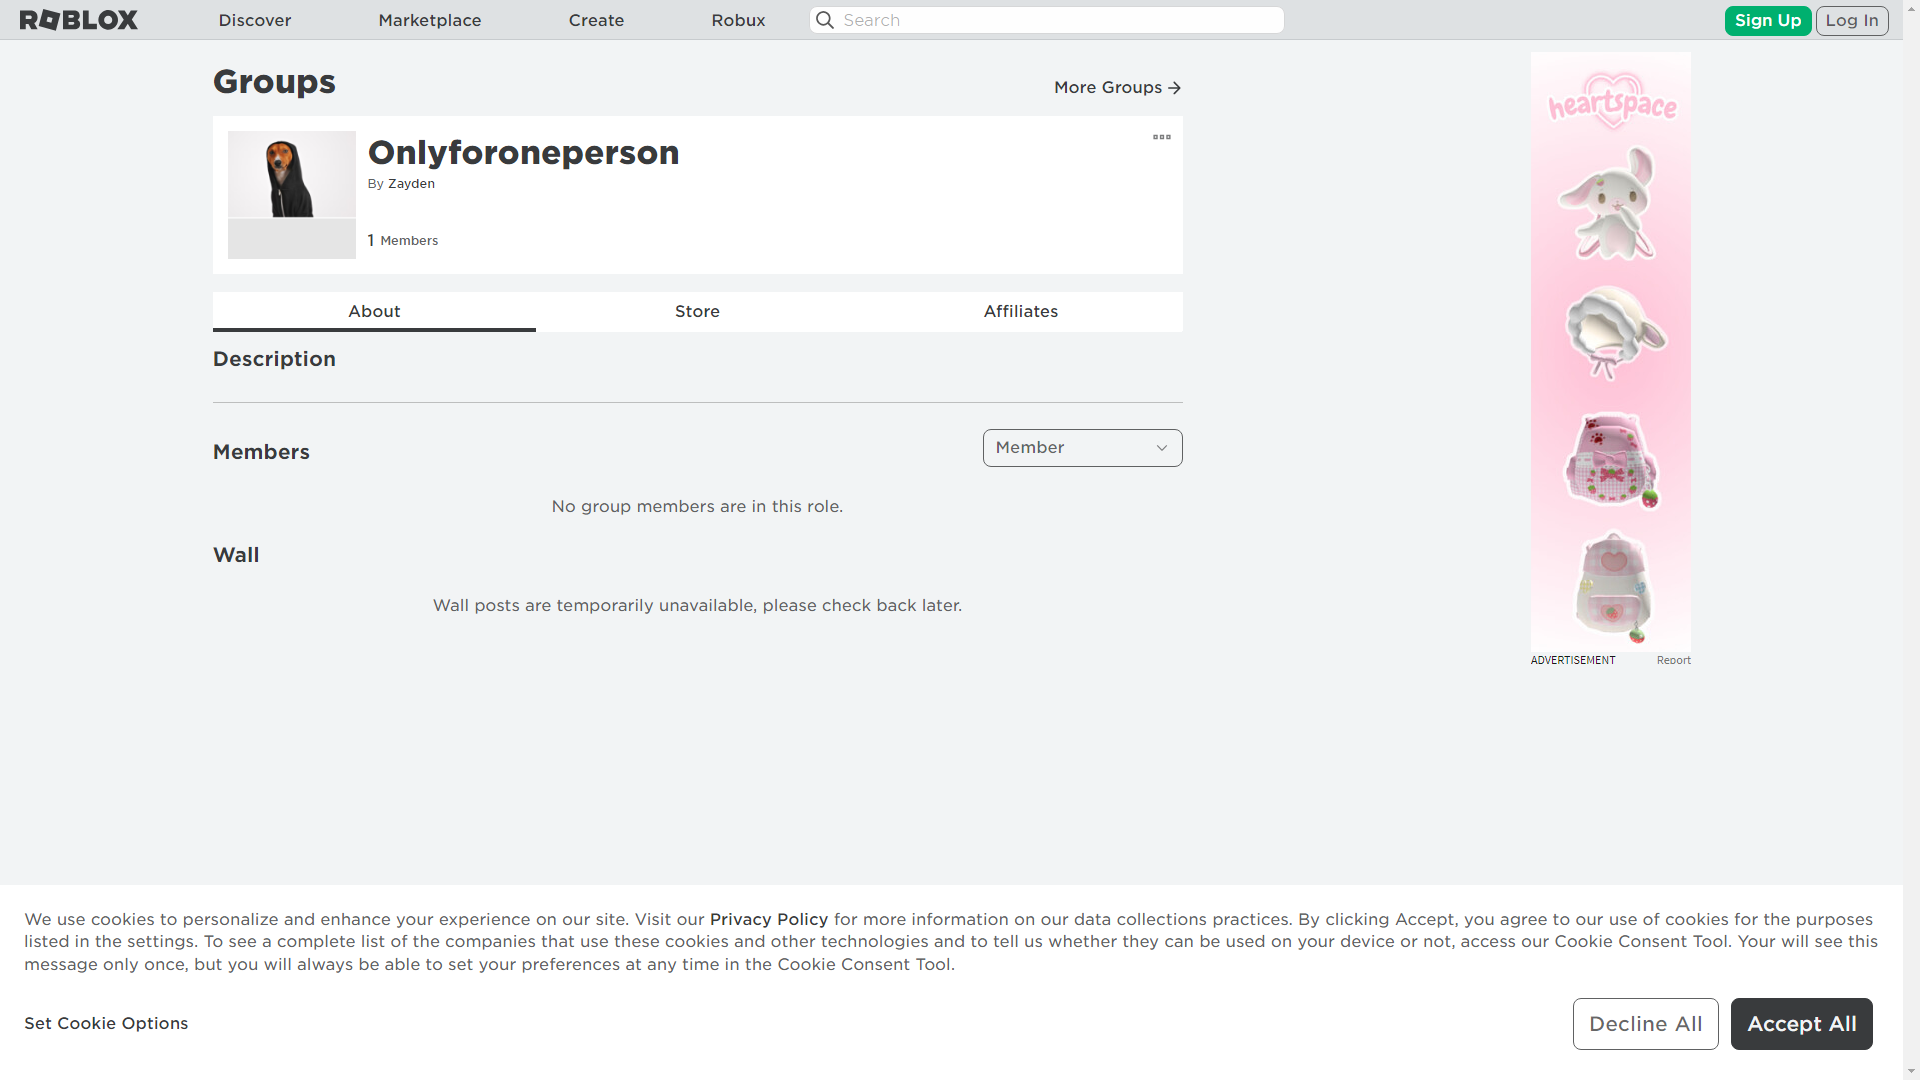 ROBLOX
Discover
Marketplace
Create
Robux
Search
Sign Up
Log In
Groups
More Groups
Onlyforoneperson
By Zayden
1 Members
About
Store
Affiliates
Description
Members
Member
No group members are in this role.
Wall
Wall posts are temporarily unavailable, please check back later.
heartspace
ADVERTISEMENT
Report
We use cookies to personalize and enhance your experience on our site. Visit our Privacy Policy for more information on our data collections practices. By clicking Accept, you agree to our use of cookies for the purposes
listed in the settings. To see a complete list of the companies that use these cookies and other technologies and to tell us whether they can be used on your device or not, access our Cookie Consent Tool. Your will see this
message only once, but you will always be able to set your preferences at any time in the Cookie Consent Tool.
Set Cookie Options
Decline All
Accept All